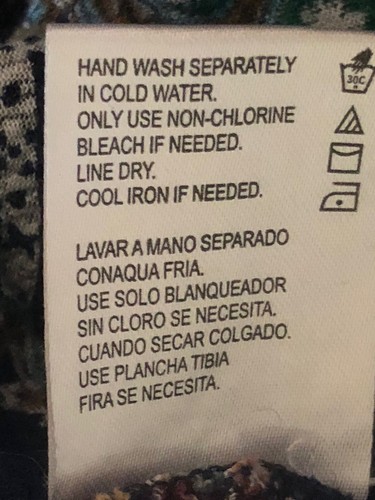 HAND WASH SEPARATELY
IN COLD WATER.
ONLY USE NON-CHLORINE
BLEACH IF NEEDED.
LINE DRY.
COOL IRON IF NEEDED.
30C
LAVAR A MANO SEPARADO
CONAQUA FRIA.
USE SOLO BLANQUEADOR
SIN CLORO SE NECESITA.
CUANDO SECAR COLGADO.
USE PLANCHA TIBIA
FIRA SE NECESITA.